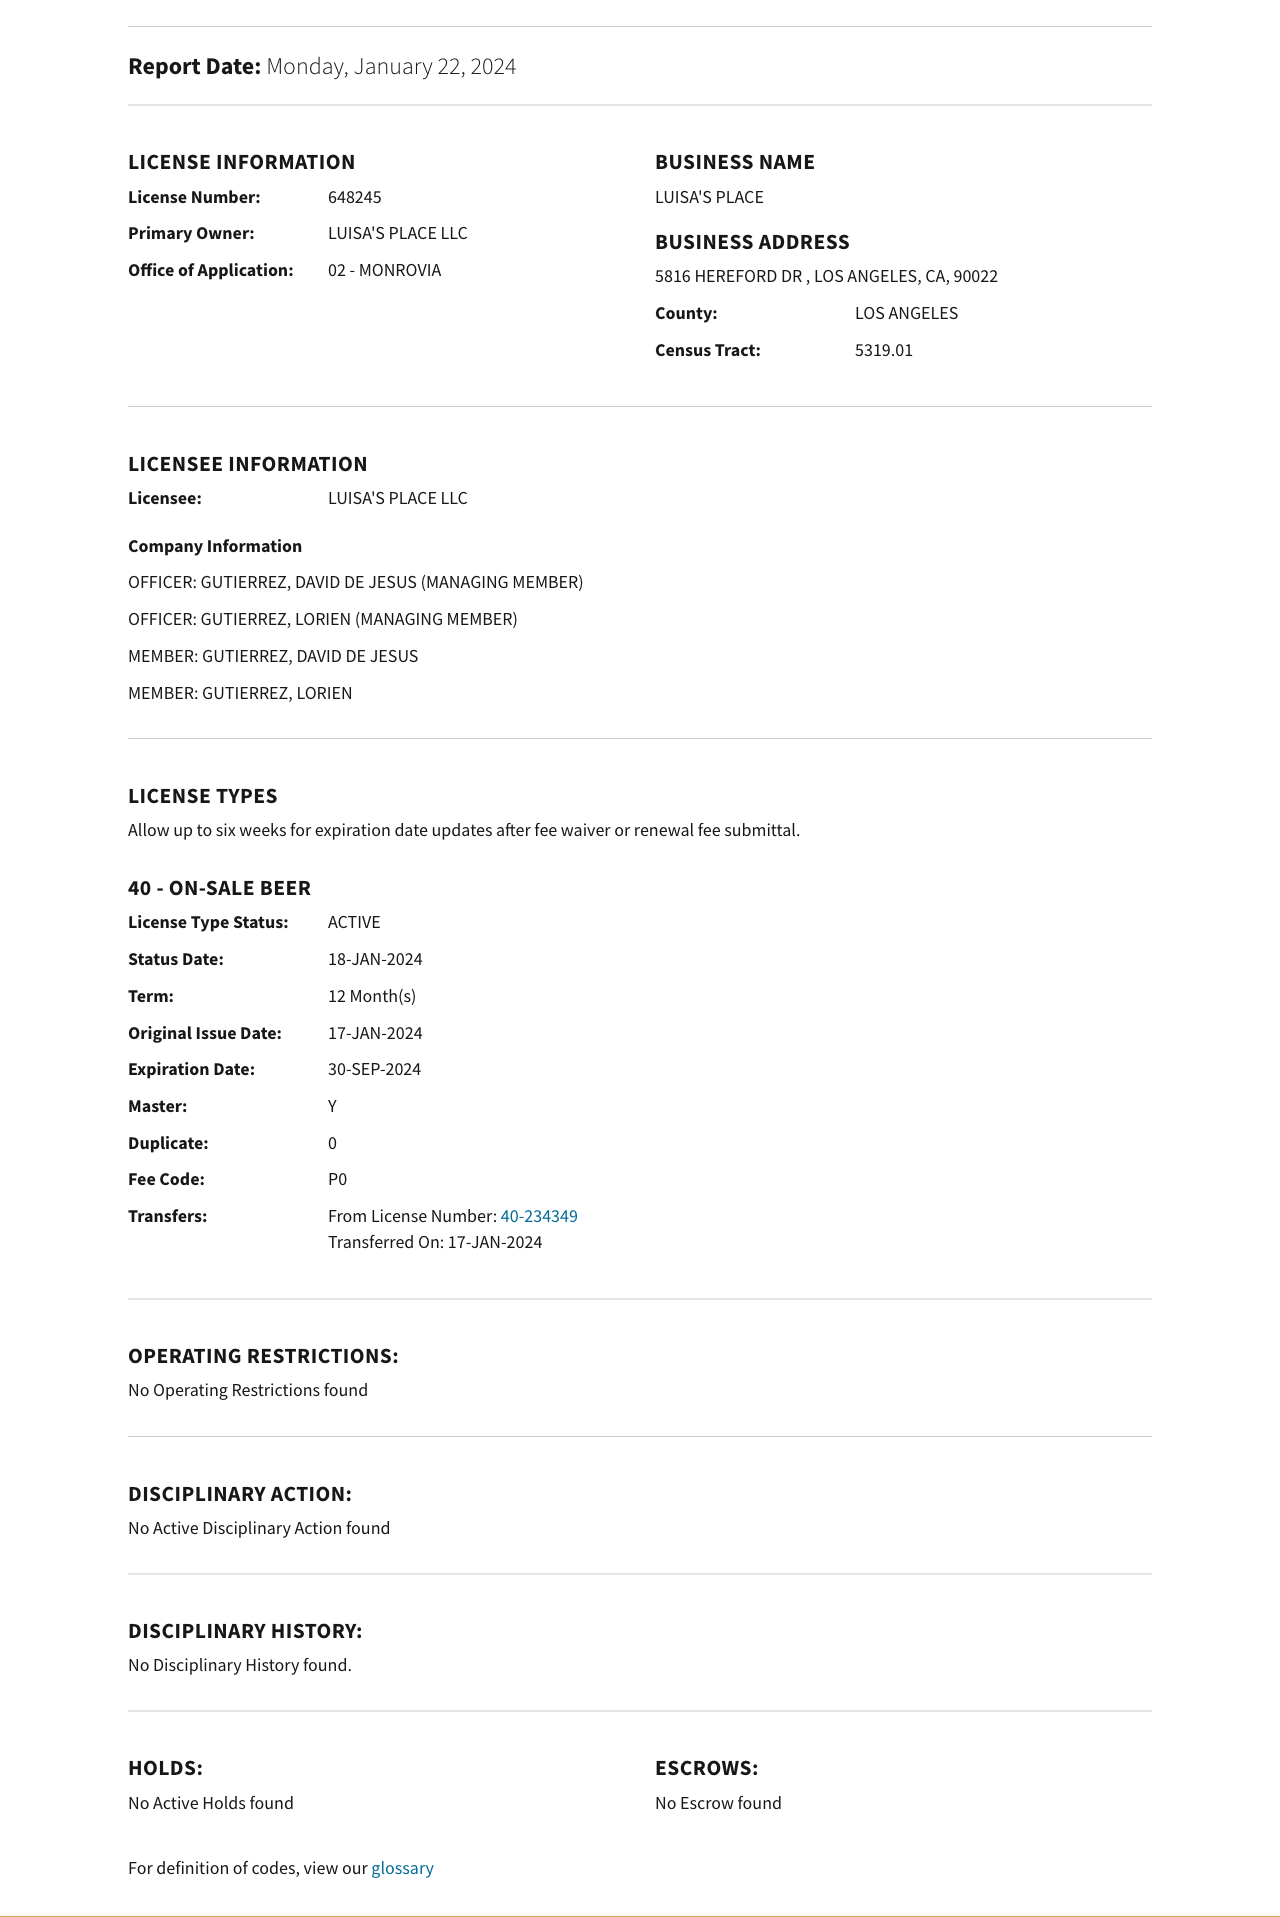 Report Date: Monday, January 22, 2024
LICENSE INFORMATION
License Number: 648245
Primary Owner: LUISA'S PLACE LLC
Office of Application: 02 - MONROVIA
BUSINESS NAME
LUISA'S PLACE
BUSINESS ADDRESS
5816 HEREFORD DR , LOS ANGELES, CA, 90022
County: LOS ANGELES
Census Tract: 5319.01
LICENSEE INFORMATION
Licensee: LUISA'S PLACE LLC
Company Information
OFFICER: GUTIERREZ, DAVID DE JESUS (MANAGING MEMBER)
OFFICER: GUTIERREZ, LORIEN (MANAGING MEMBER)
MEMBER: GUTIERREZ, DAVID DE JESUS
MEMBER: GUTIERREZ, LORIEN
LICENSE TYPES
Allow up to six weeks for expiration date updates after fee waiver or renewal fee submittal.
40 - ON-SALE BEER
License Type Status: ACTIVE
Status Date: 18-JAN-2024
Term: 12 Month(s)
Original Issue Date: 17-JAN-2024
Expiration Date: 30-SEP-2024
Master: Y
Duplicate: 0
Fee Code: P0
Transfers: From License Number: 40-234349
Transferred On: 17-JAN-2024
OPERATING RESTRICTIONS:
No Operating Restrictions found
DISCIPLINARY ACTION:
No Active Disciplinary Action found
DISCIPLINARY HISTORY:
No Disciplinary History found.
HOLDS:
No Active Holds found
ESCROWS:
No Escrow found
For definition of codes, view our glossary